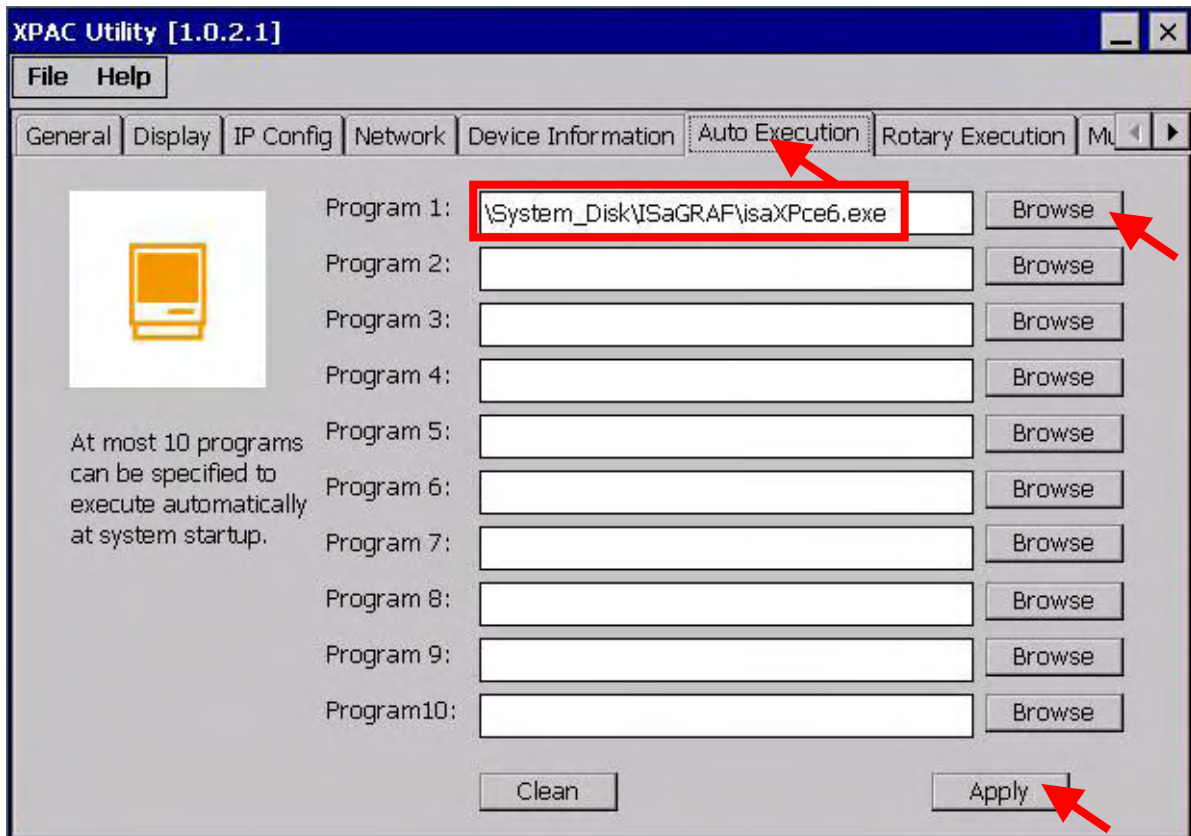 XPAC Utility [1.0.2.1]
File Help
General Display IP Config Network Device Information Auto Execution Rotary Execution
Program 1: \System_Disk\ISaGRAF\isaXPce6.exe Browse
Program 2: Browse
Program 3: Browse
Program 4: Browse
At most 10 programs
can be specified to
execute automatically
at system startup.
Program 5: Browse
Program 6: Browse
Program 7: Browse
Program 8: Browse
Program 9: Browse
Program10: Browse
Clean Apply